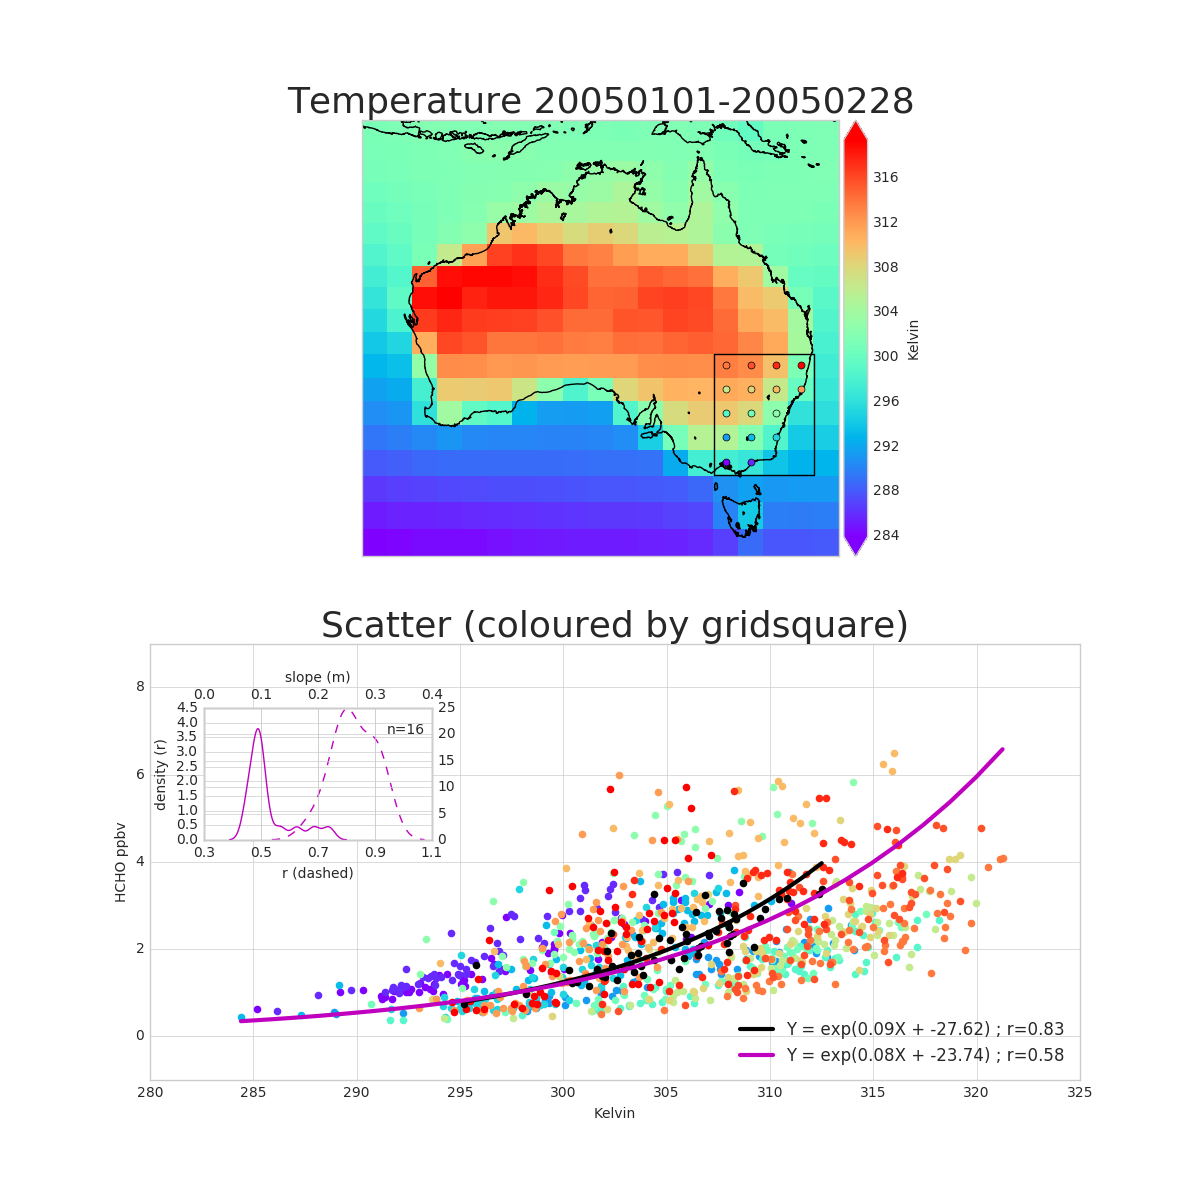 Temperature 20050101-20050228
316
312
308
304
300
296
292
288
284
Kelvin
Scatter (coloured by gridsquare)
8
6
4
2
0
HCHO ppbv
slope (m)
0.0 0.1 0.2 0.3 0.4
4.5
4.0
3.5
3.0
2.5
2.0
1.5
1.0
0.5
0.0
density (r)
n=16
25
20
15
10
5
0
0.3 0.5 0.7 0.9 1.1
r (dashed)
Y = exp(0.09X + -27.62) ; r=0.83
Y = exp(0.08X + -23.74) ; r=0.58
280 285 290 295 300 305 310 315 320 325
Kelvin